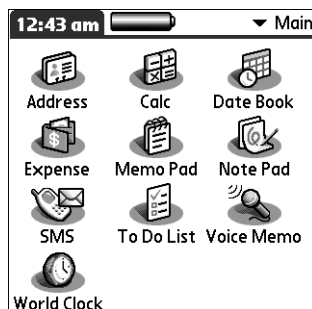 12:43 am Main
Address Calc Date Book
Expense Memo Pad Note Pad
SMS To Do List Voice Memo
World Clock